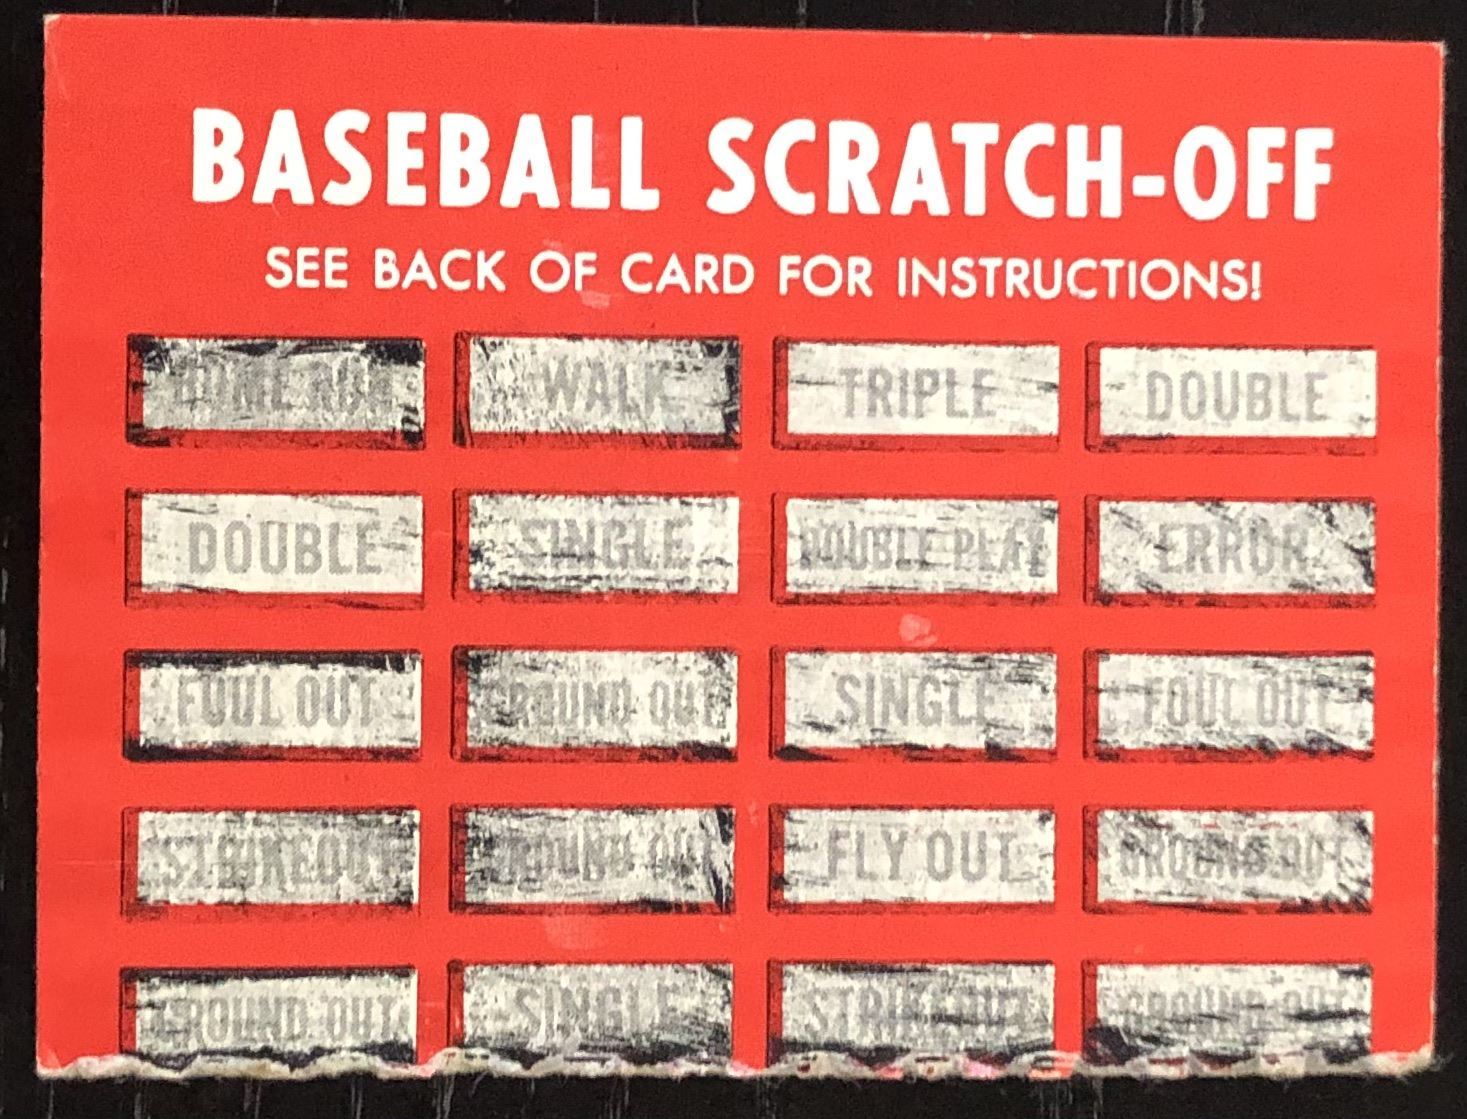 BASEBALL SCRATCH-OFF
SEE BACK OF CARD FOR INSTRUCTIONS!
HOME RUN WALK TRIPLE DOUBLE
DOUBLE SINGLE DOUBLE PLAY ERROR
FOUL OUT GROUND OUT SINGLE FOUL OUT
STRIKEOUT GROUND OUT FLY OUT GROUND OUT
GROUND OUT SINGLE STRIKEOUT GROUND OUT